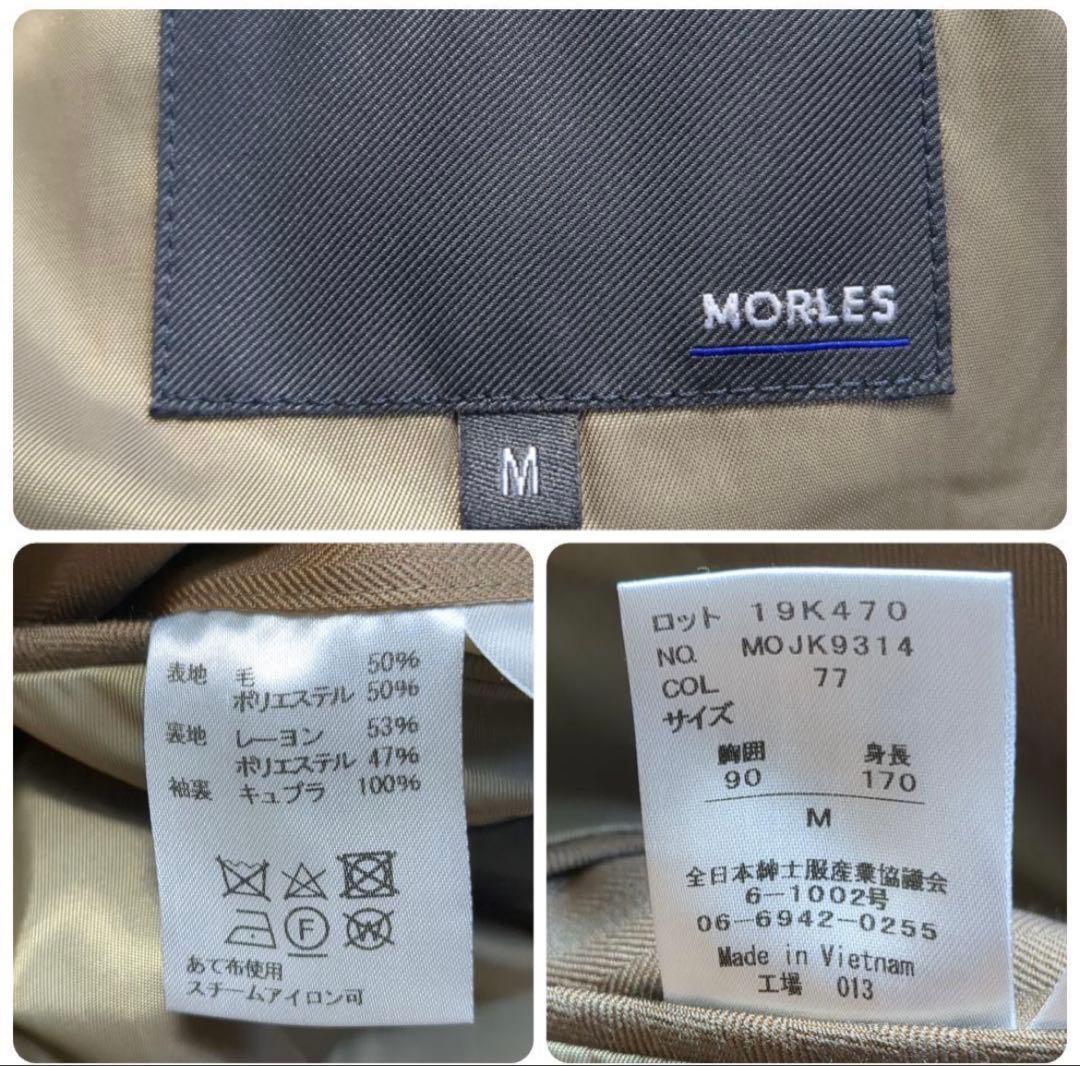 MORLES
M
表地 毛 50%
ポリエステル 50%
裏地 レーヨン 53%
ポリエステル 47%
袖裏 キュプラ 100%
F
W
あて布使用
スチームアイロン可
ロット 19K470
NO. MOJK9314
COL 77
サイズ
胸囲 身長
90 170
M
全日本紳士服産業協議会
6-1002号
06-6942-0255
Made in Vietnam
工場 013